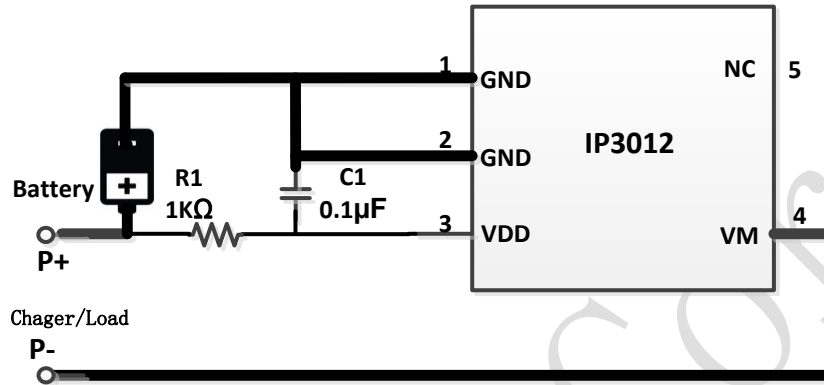 1
GND
NC
5
2
GND
IP3012
Battery
+
R1
1KΩ
C1
0.1µF
3
VDD
VM
4
P+
Chager/Load
P-